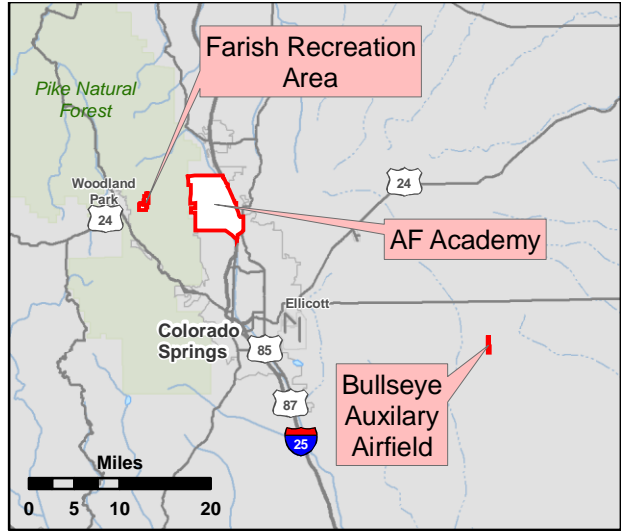 Farish Recreation
Area
Pike Natural
Forest
Woodland
Park
24
24
AF Academy
Ellicott
Colorado
Springs
85
Bullseye
Auxilary
Airfield
87
25
Miles
0 5 10 20